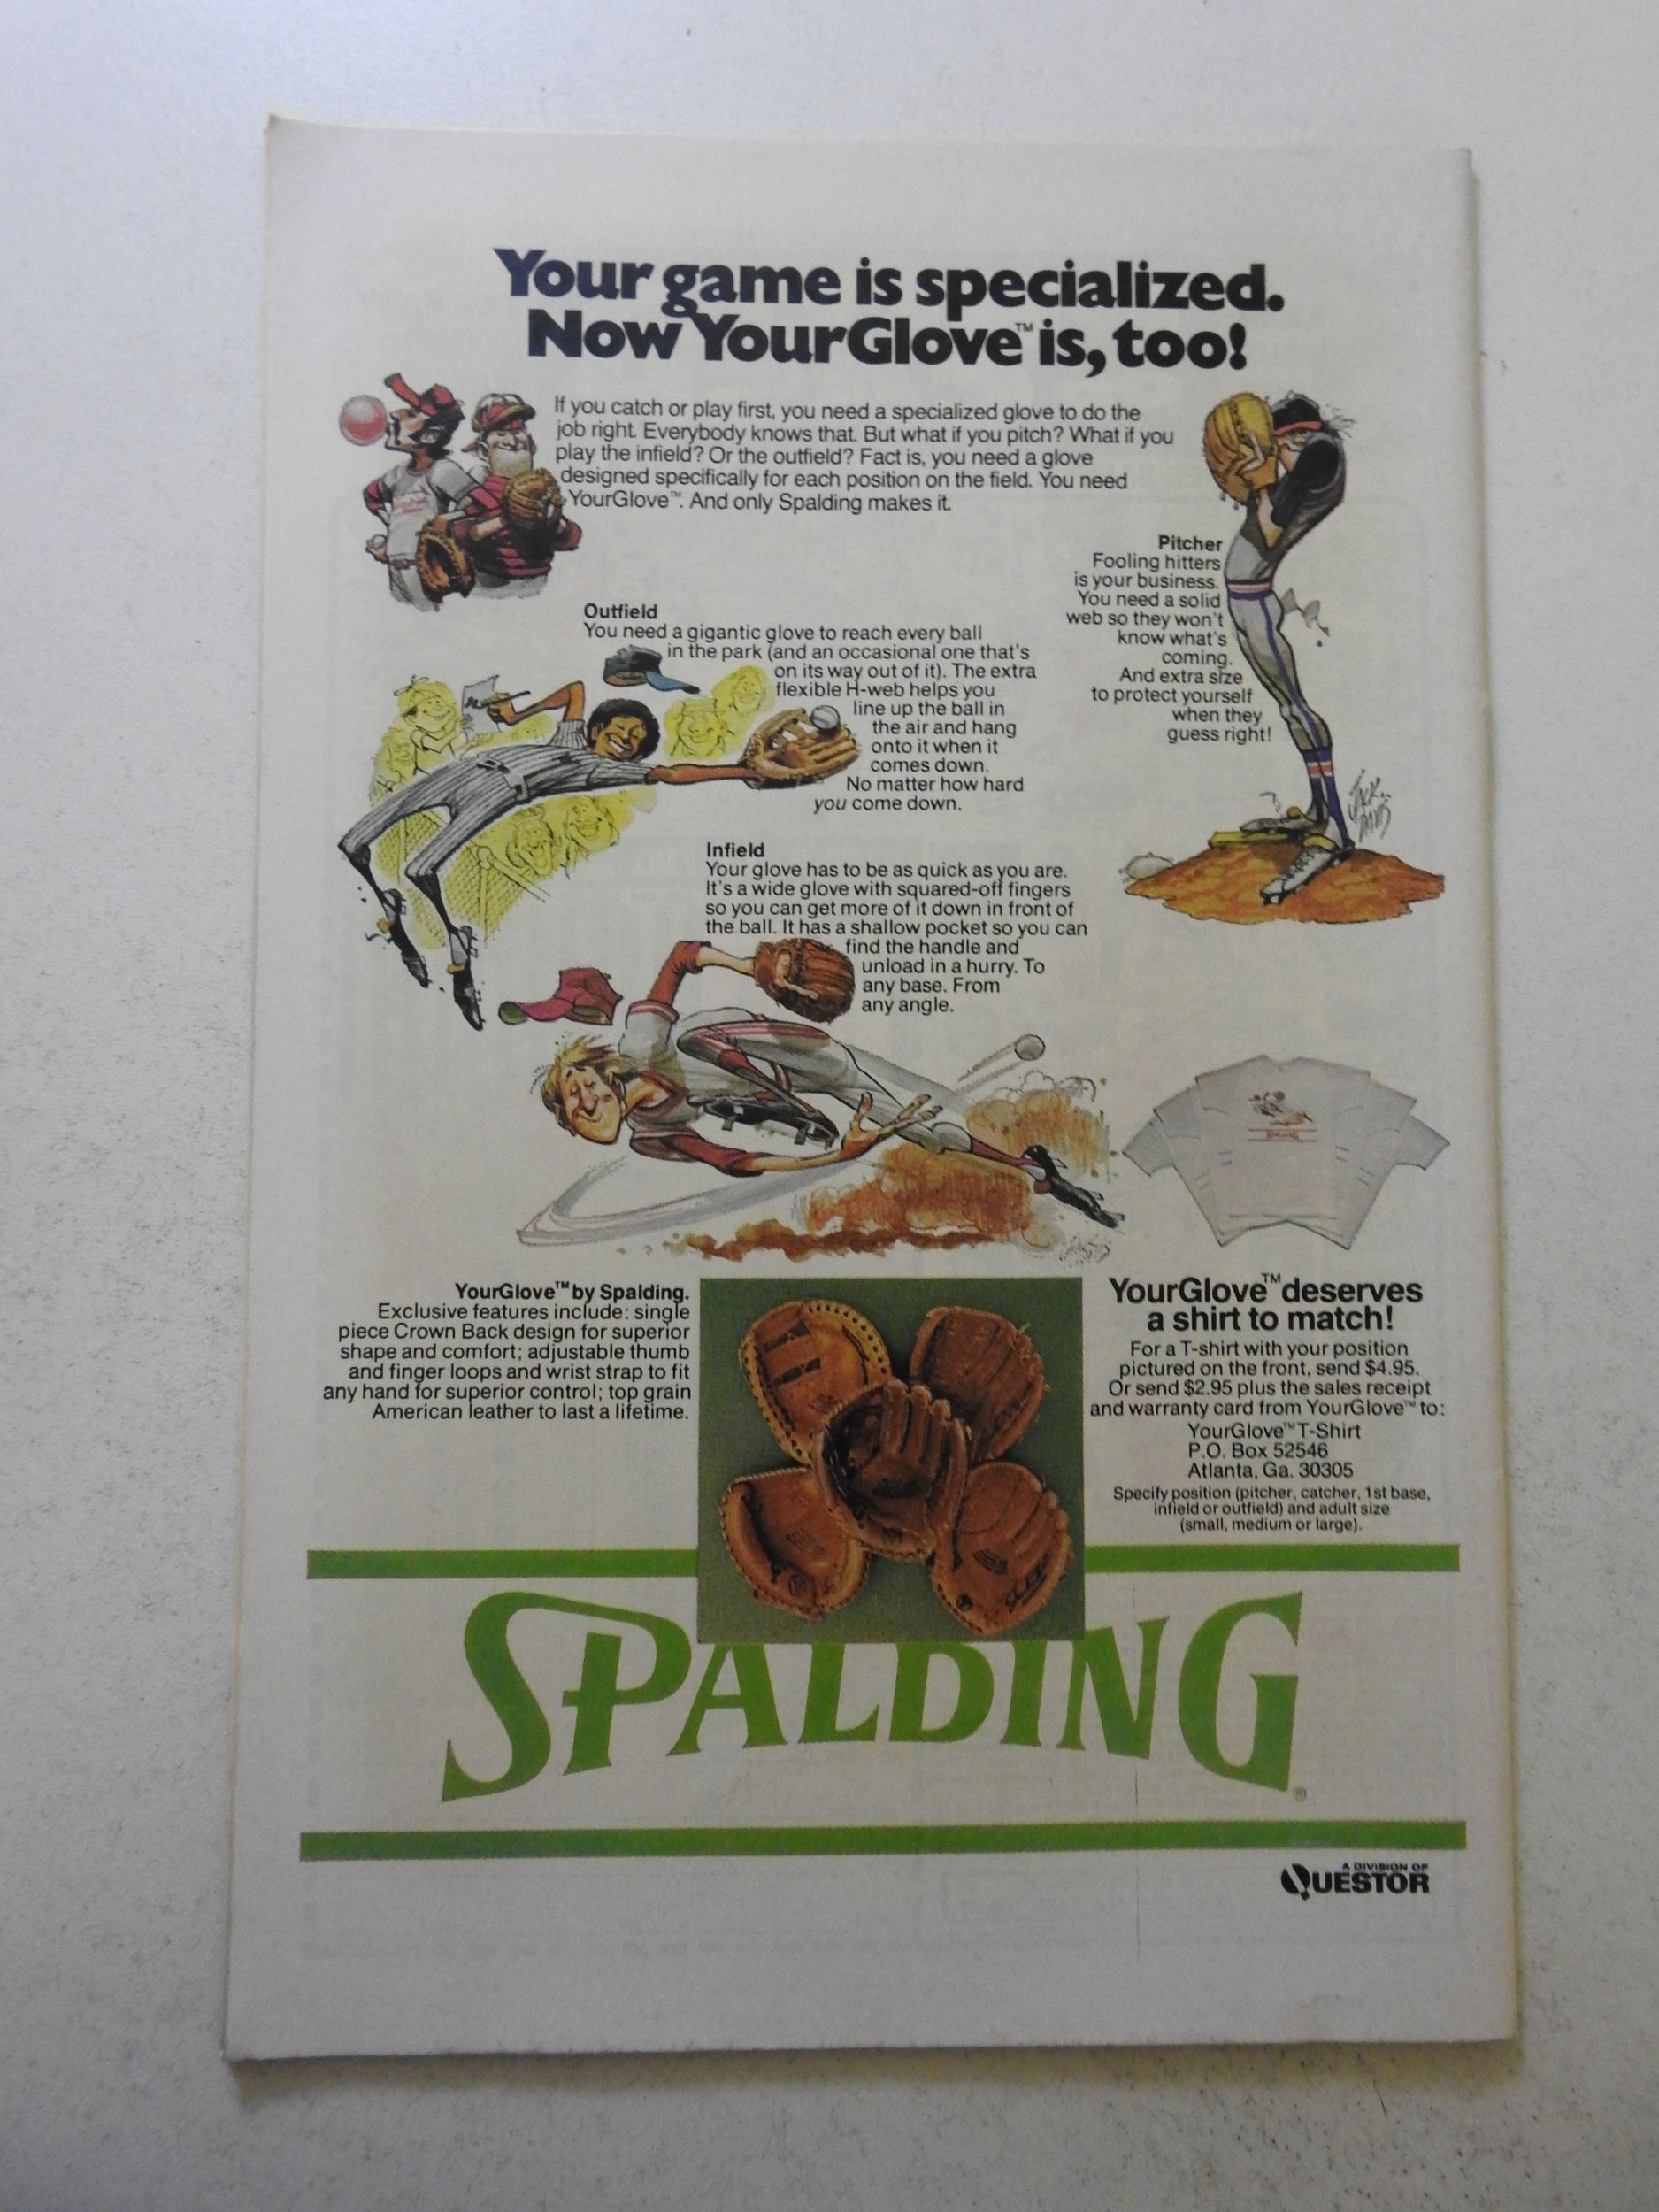 Your game is specialized.
Now YourGlove™ is, too!
If you catch or play first, you need a specialized glove to do the
job right. Everybody knows that. But what if you pitch? What if you
play the infield? Or the outfield? Fact is, you need a glove
designed specifically for each position on the field. You need
YourGlove™. And only Spalding makes it.
Pitcher
Fooling hitters
is your business.
You need a solid
web so they won't
know what's
coming.
And extra size
to protect yourself
when they
guess right!
Outfield
You need a gigantic glove to reach every ball
in the park (and an occasional one that's
on its way out of it). The extra
flexible H-web helps you
line up the ball in
the air and hang
onto it when it
comes down.
No matter how hard
you come down.
JACK
DAVIS
Infield
Your glove has to be as quick as you are.
It's a wide glove with squared-off fingers
so you can get more of it down in front of
the ball. It has a shallow pocket so you can
find the handle and
unload in a hurry. To
any base. From
any angle.
SPALDING
YourGlove™ by Spalding.
Exclusive features include: single
piece Crown Back design for superior
shape and comfort; adjustable thumb
and finger loops and wrist strap to fit
any hand for superior control; top grain
American leather to last a lifetime.
YourGlove™ deserves
a shirt to match!
For a T-shirt with your position
pictured on the front, send $4.95.
Or send $2.95 plus the sales receipt
and warranty card from YourGlove™ to:
YourGlove™ T-Shirt
P.O. Box 52546
Atlanta, Ga. 30305
Specify position (pitcher, catcher, 1st base,
infield or outfield) and adult size
(small, medium or large).
SPALDING®
A DIVISION OF
QUESTOR